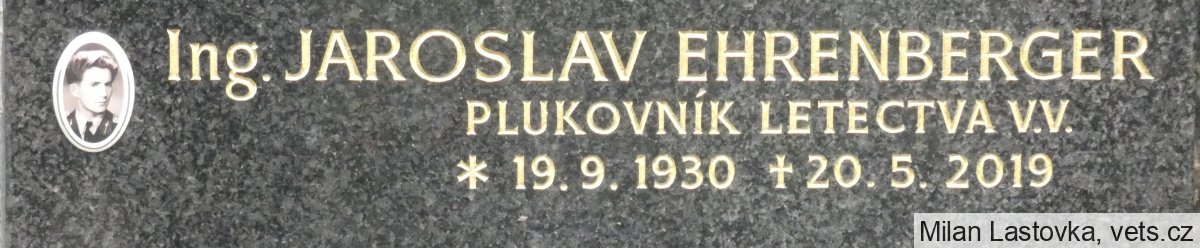 Ing. JAROSLAV EHRENBERGER
PLUKOVNÍK LETECTVA V.V.
* 19. 9. 1930 † 20. 5. 2019
Milan Lastovka, vets.cz